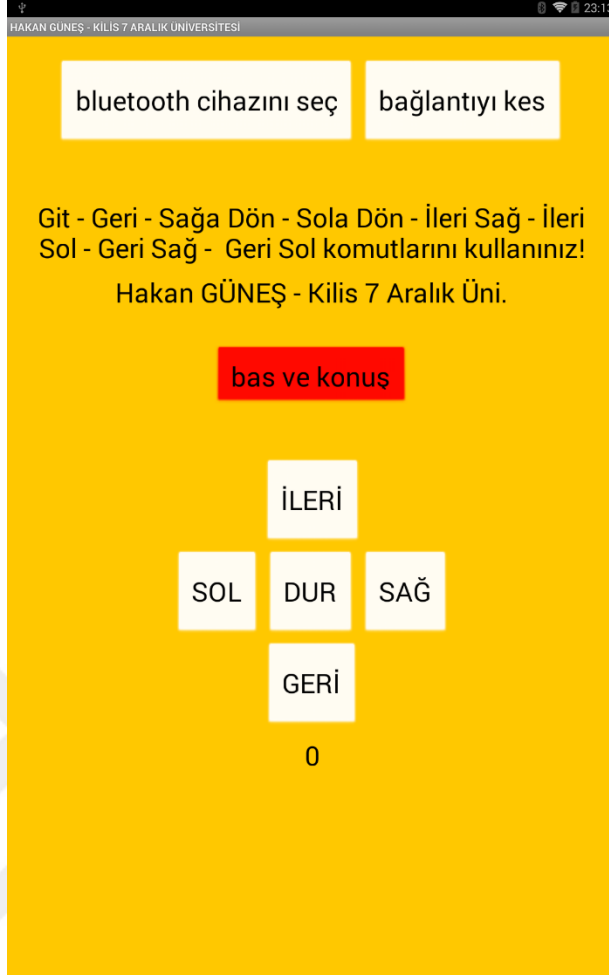 23:13
HAKAN GÜNEŞ - KİLİS 7 ARALIK ÜNİVERSİTESİ
bluetooth cihazını seç bağlantıyı kes
Git - Geri - Sağa Dön - Sola Dön - İleri Sağ - İleri
Sol - Geri Sağ - Geri Sol komutlarını kullanınız!
Hakan GÜNEŞ - Kilis 7 Aralık Üni.
bas ve konuş
İLERİ
SOL DUR SAĞ
GERİ
0